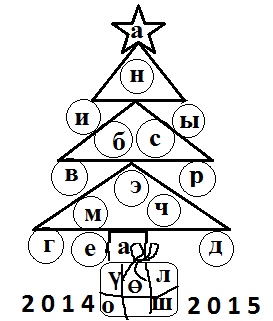 а
н
и ы
б с
в э р
м ч
г е а д
у л
ө
2014 о ш 2015